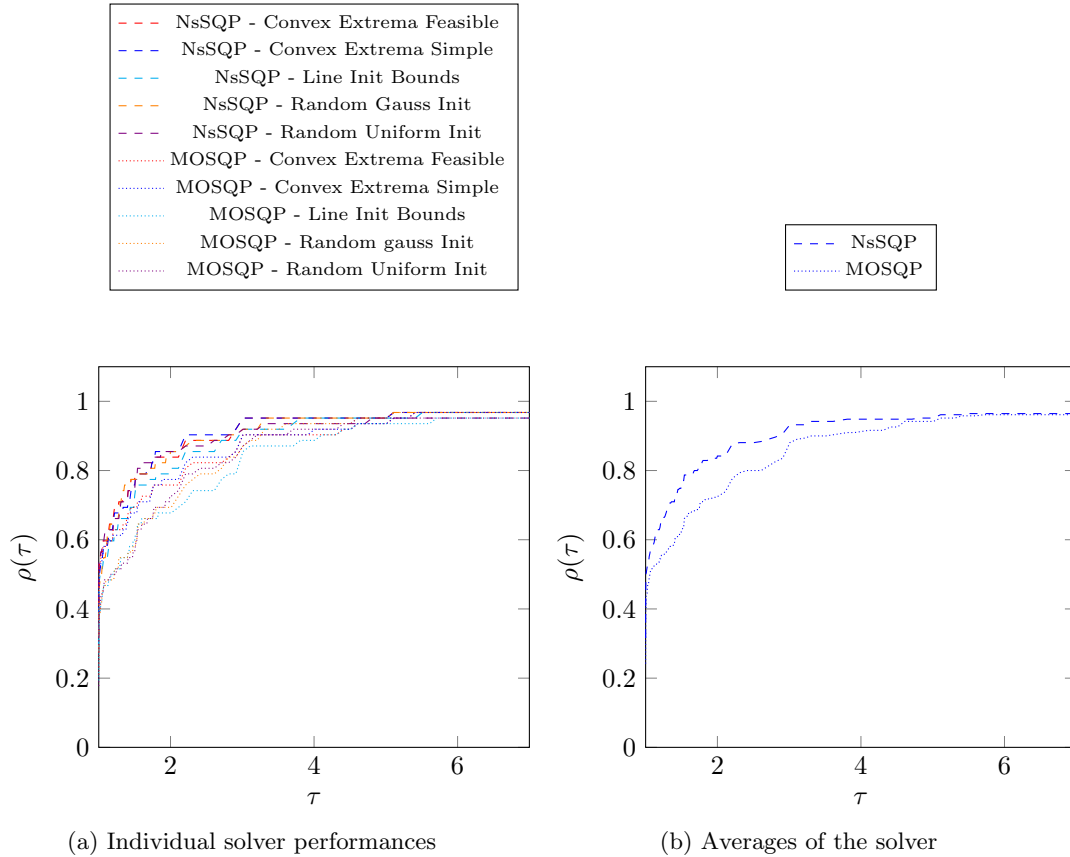 NsSQP - Convex Extrema Feasible
NsSQP - Convex Extrema Simple
NsSQP - Line Init Bounds
NsSQP - Random Gauss Init
NsSQP - Random Uniform Init
MOSQP - Convex Extrema Feasible
MOSQP - Convex Extrema Simple
MOSQP - Line Init Bounds
MOSQP - Random gauss Init
MOSQP - Random Uniform Init
1
0.8
0.6
0.4
0.2
0
ρ(τ)
2 4 6
τ
(a) Individual solver performances
NsSQP
MOSQP
1
0.8
0.6
0.4
0.2
0
ρ(τ)
2 4 6
τ
(b) Averages of the solver